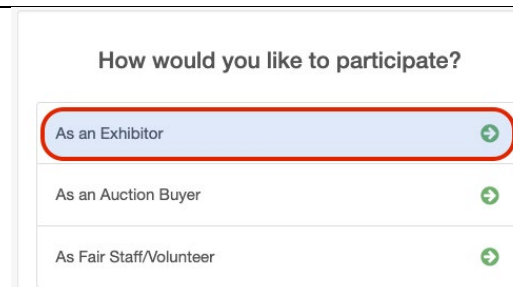 How would you like to participate?
As an Exhibitor
As an Auction Buyer
As Fair Staff/Volunteer